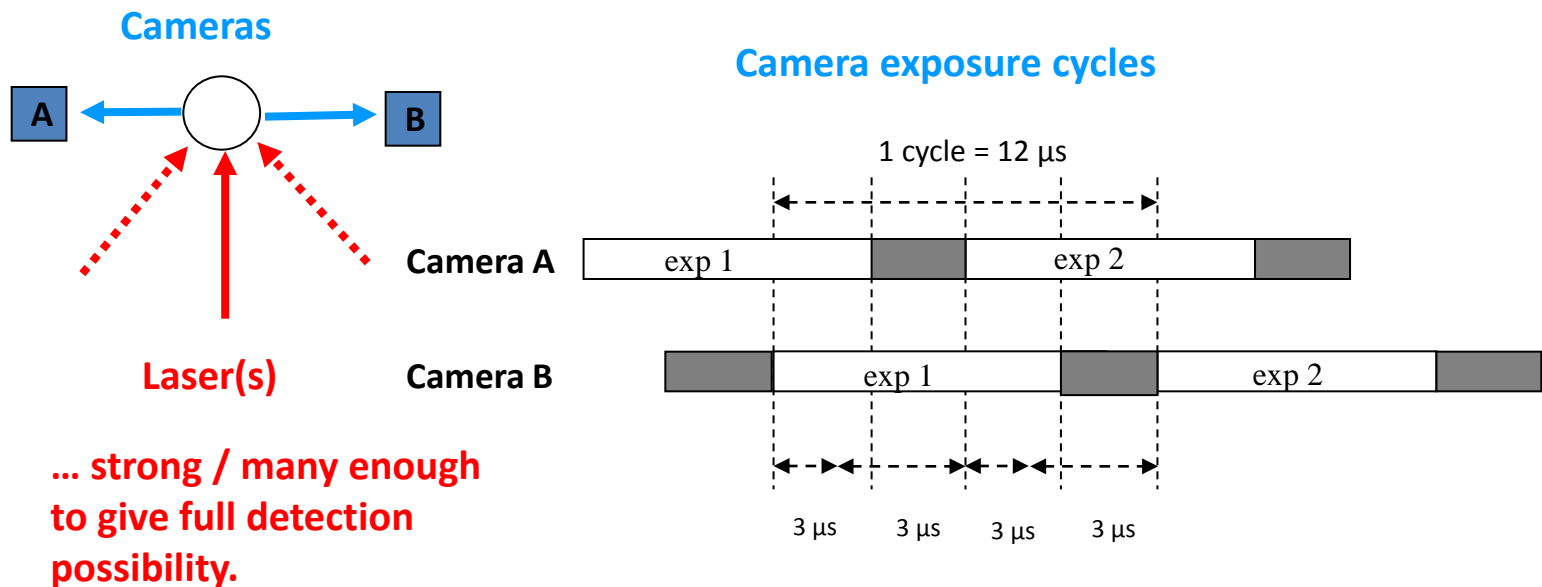 Cameras
A
B
Laser(s)
... strong / many enough
to give full detection
possibility.
Camera exposure cycles
1 cycle = 12 µs
Camera A
exp 1
exp 2
Camera B
exp 1
exp 2
3 µs
3 µs
3 µs
3 µs